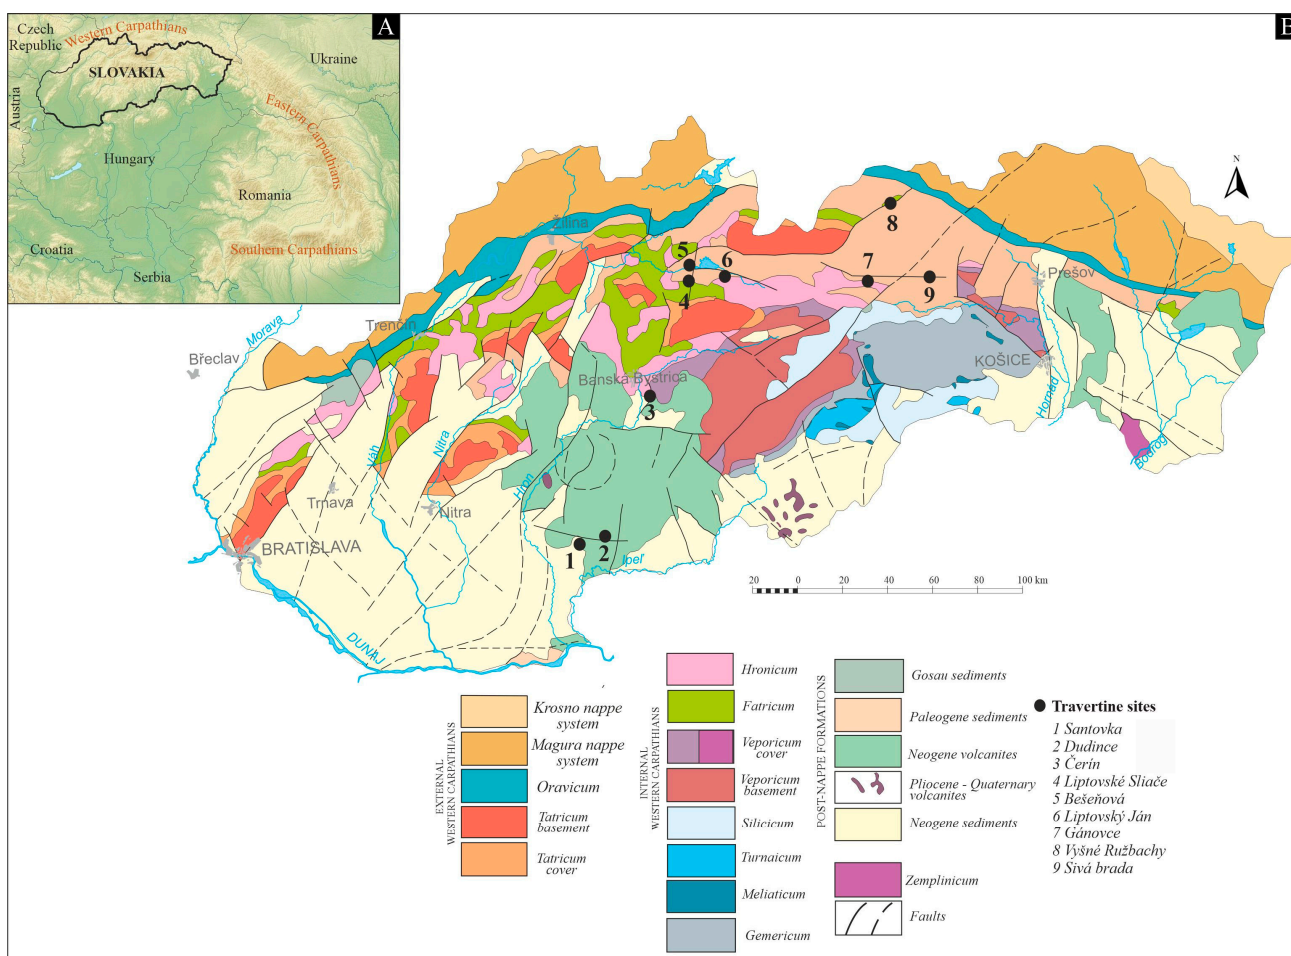 A
Czech
Republic
Western Carpathians
SLOVAKIA
Ukraine
Austria
Eastern Carpathians
Hungary
Romania
Croatia
Serbia
Southern Carpathians
B
N
Žilina
8
5
6
7
4
9
Prešov
Morava
Trenčín
Břeclav
Banská Bystrica
3
KOŠICE
Hornád
Bodrog
Váh
Nitra
Hron
Trnava
Nitra
BRATISLAVA
1
2
Ipeľ
DUNAJ
20 0 20 40 60 80 100 km
EXTERNAL
WESTERN CARPATHIANS
Krosno nappe
system
Magura nappe
system
Oravicum
Tatricum
basement
Tatricum
cover
INTERNAL
WESTERN CARPATHIANS
Hronicum
Fatricum
Veporicum
cover
Veporicum
basement
Silicicum
Turnaicum
Meliaticum
Gemericum
POST-NAPPE FORMATIONS
Gosau sediments
Paleogene sediments
Neogene volcanites
Pliocene - Quaternary
volcanites
Neogene sediments
Zemplinicum
Faults
Travertine sites
1 Santovka
2 Dudince
3 Čerín
4 Liptovské Sliače
5 Bešeňová
6 Liptovský Ján
7 Gánovce
8 Vyšné Ružbachy
9 Sivá brada